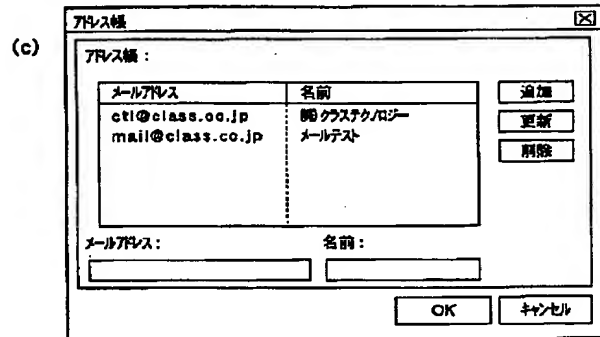 アドレス帳
(c)
アドレス帳：
メールアドレス 名前
ctl@class.co.jp ㈱クラステクノロジー
mail@class.co.jp メールテスト
追加
更新
削除
メールアドレス： 名前：
OK キャンセル